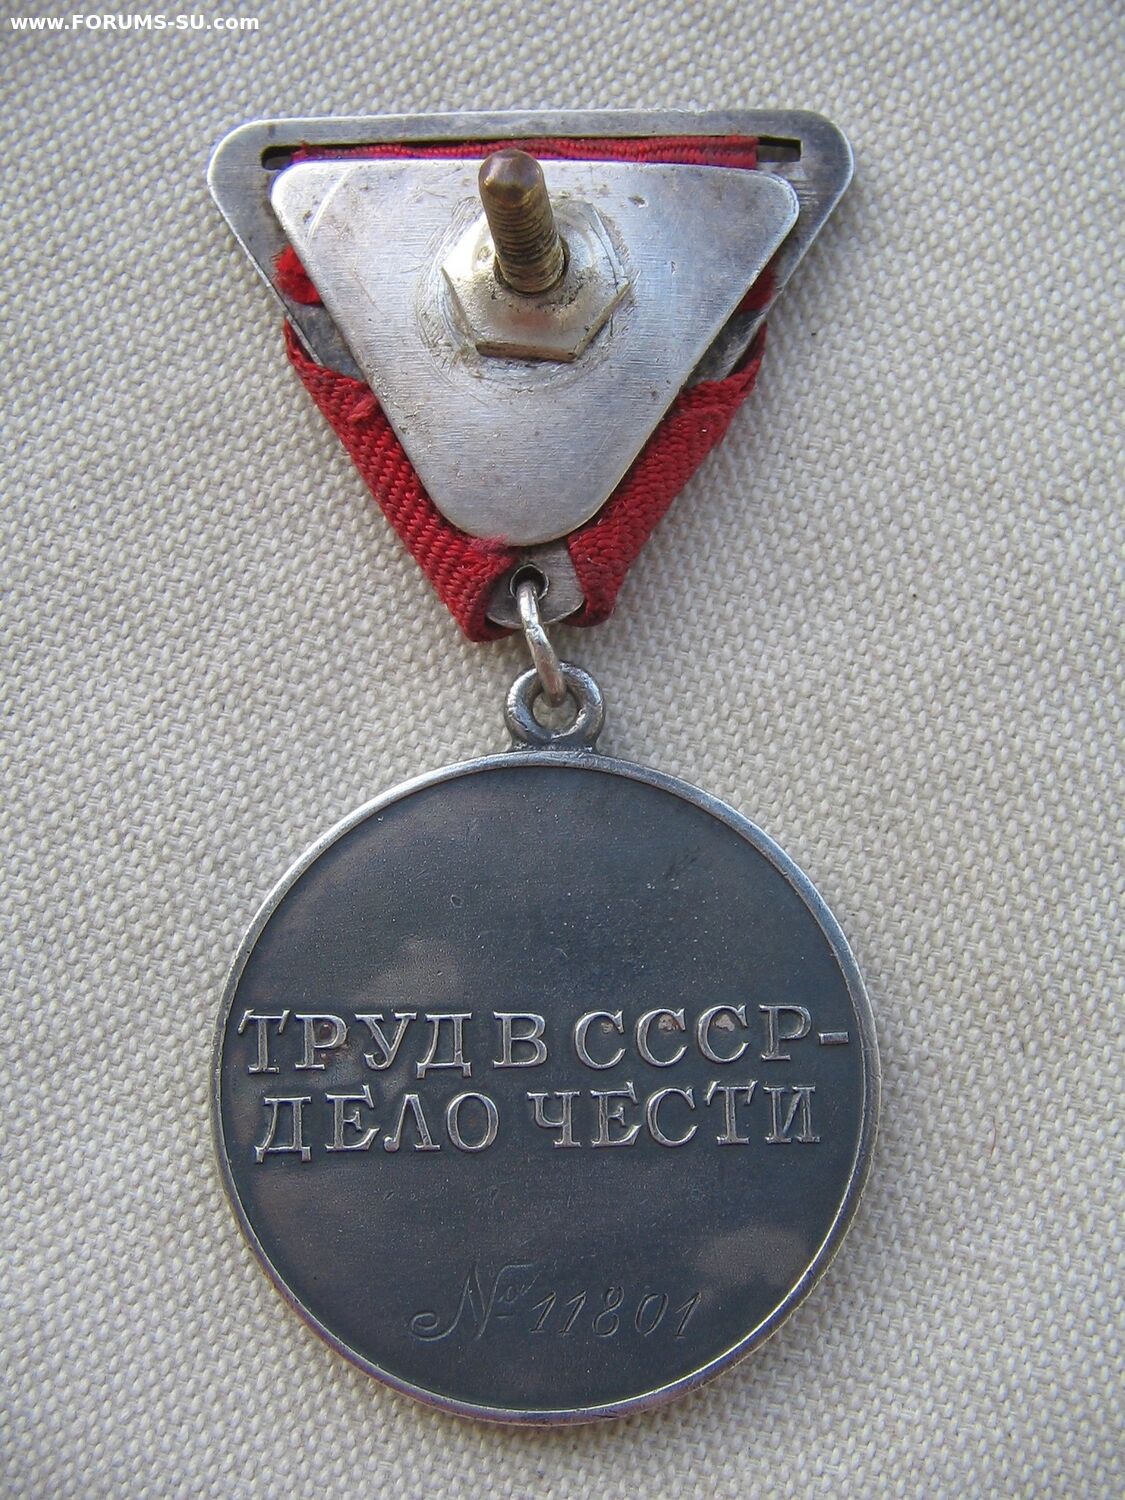 www.FORUMS-SU.com
ТРУД В СССР-
ДЕЛО ЧЕСТИ
№ 11801